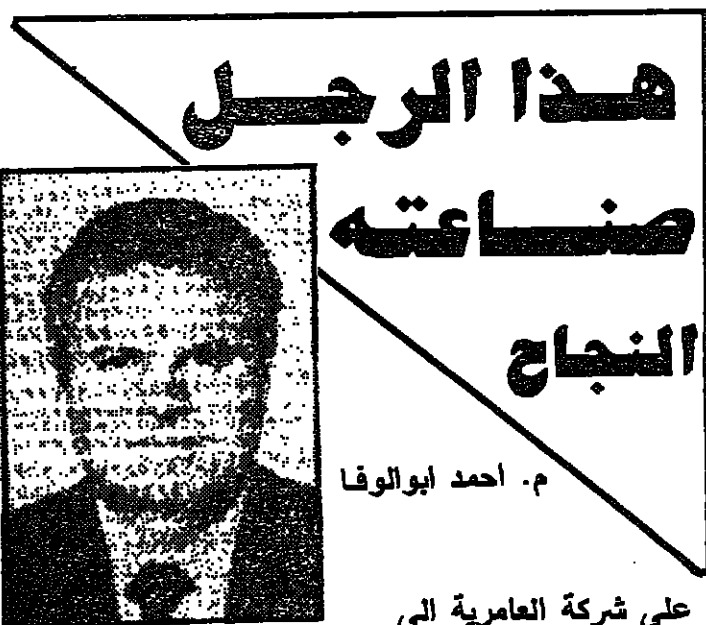 هذا الرجل
صناعته
النجاح
م. احمد ابوالوفا
على شركة العامرية الى